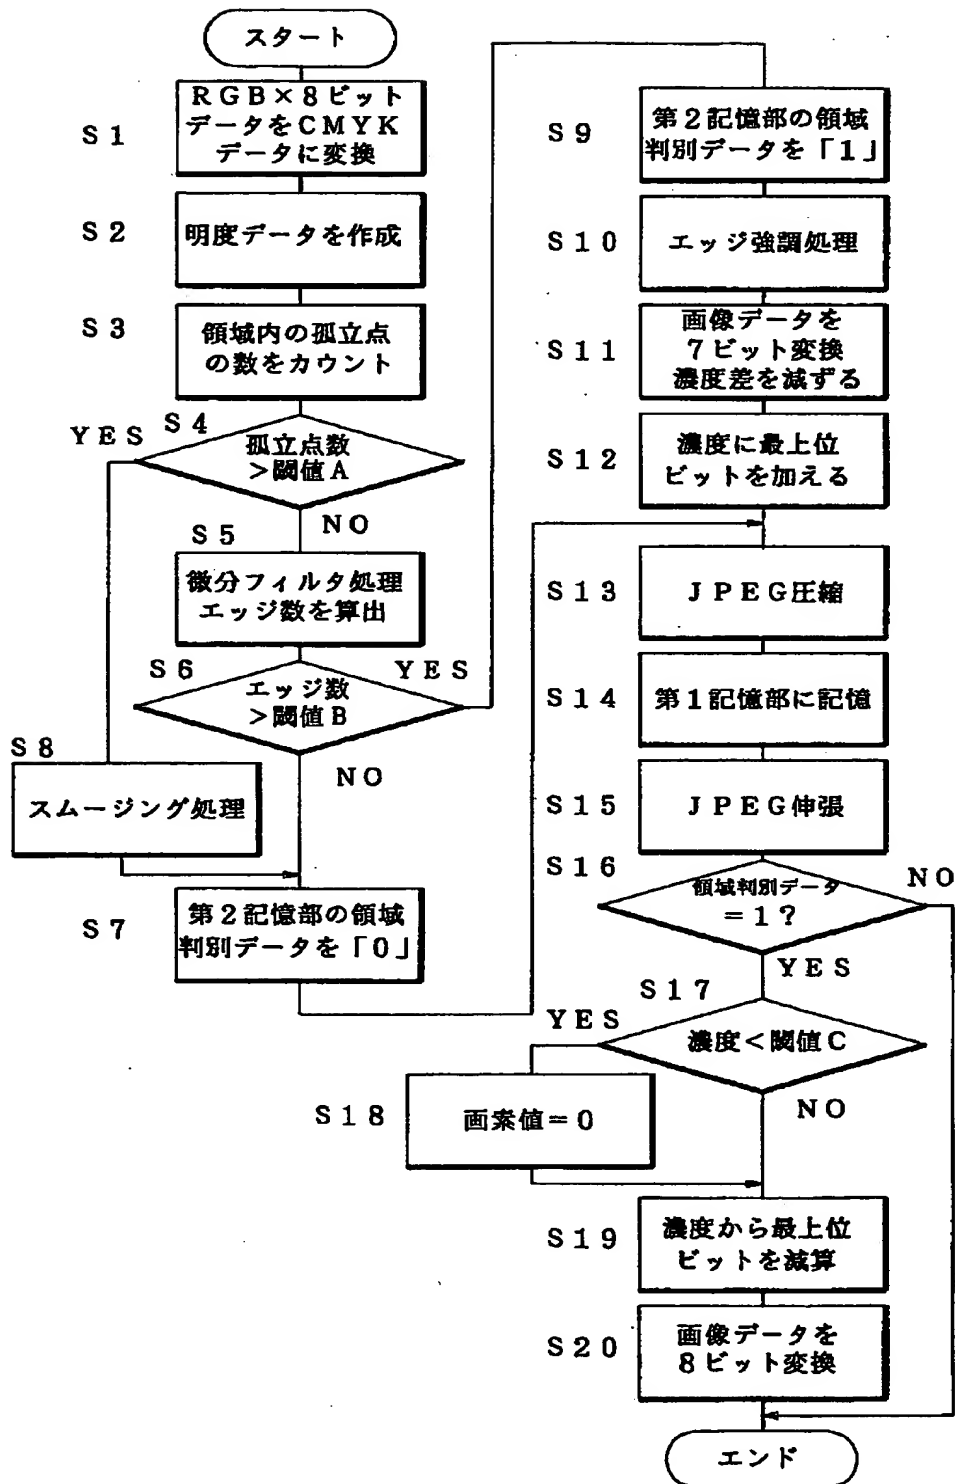 スタート
S1
RGB×8ビット
データをCMYK
データに変換
S2
明度データを作成
S3
領域内の孤立点
の数をカウント
S4
YES
孤立点数
>閾値A
NO
S5
微分フィルタ処理
エッジ数を算出
S6
YES
エッジ数
>閾値B
NO
S8
スムージング処理
S7
第2記憶部の領域
判別データを「0」
S9
第2記憶部の領域
判別データを「1」
S10
エッジ強調処理
S11
画像データを
7ビット変換
濃度差を減ずる
S12
濃度に最上位
ビットを加える
S13
JPEG圧縮
S14
第1記憶部に記憶
S15
JPEG伸張
S16
領域判別データ
=1?
NO
YES
S17
YES
濃度<閾値C
NO
S18
画素値=0
S19
濃度から最上位
ビットを減算
S20
画像データを
8ビット変換
エンド